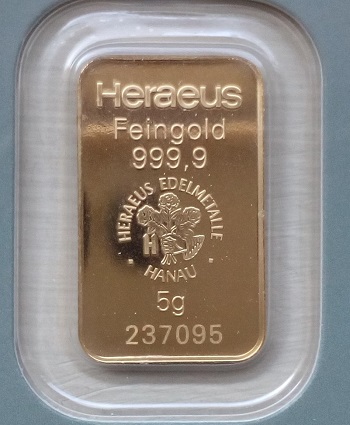 Heraeus
Feingold
999,9
HERAEUS EDELMETALLE
H
HANAU
5g
237095